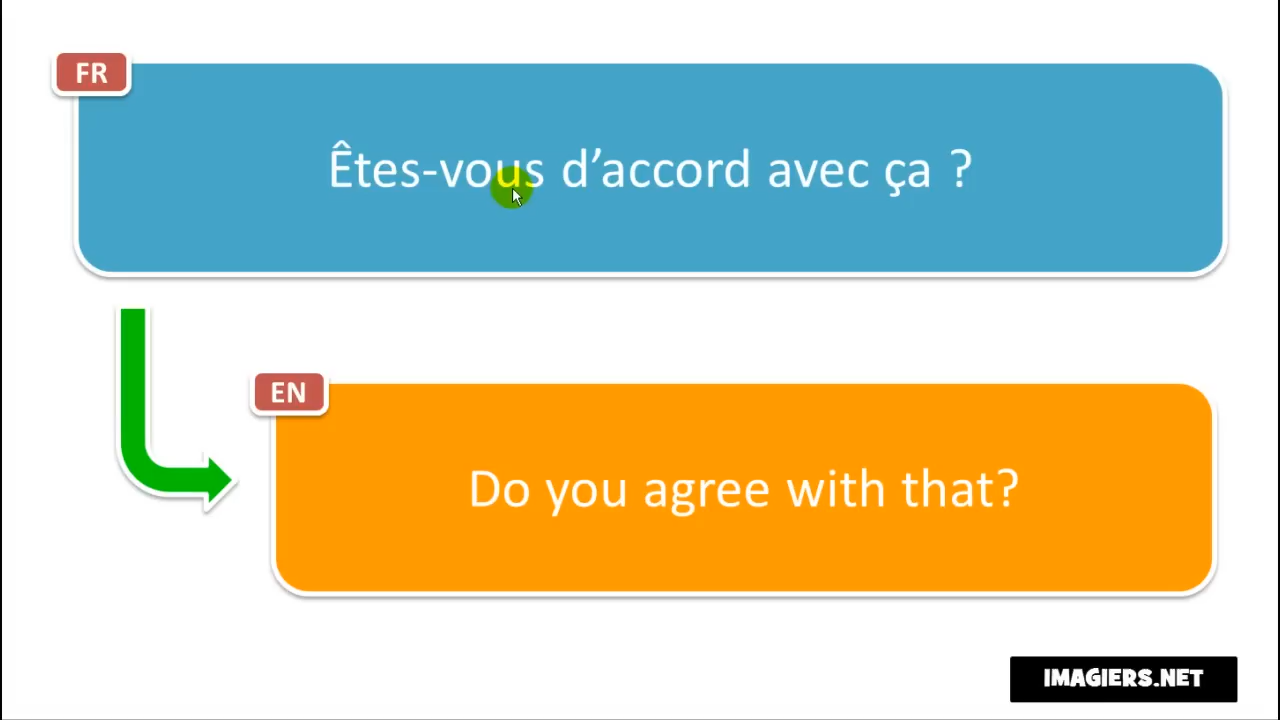 FR
Êtes-vous d’accord avec ça ?
EN
Do you agree with that?
IMAGIERS.NET